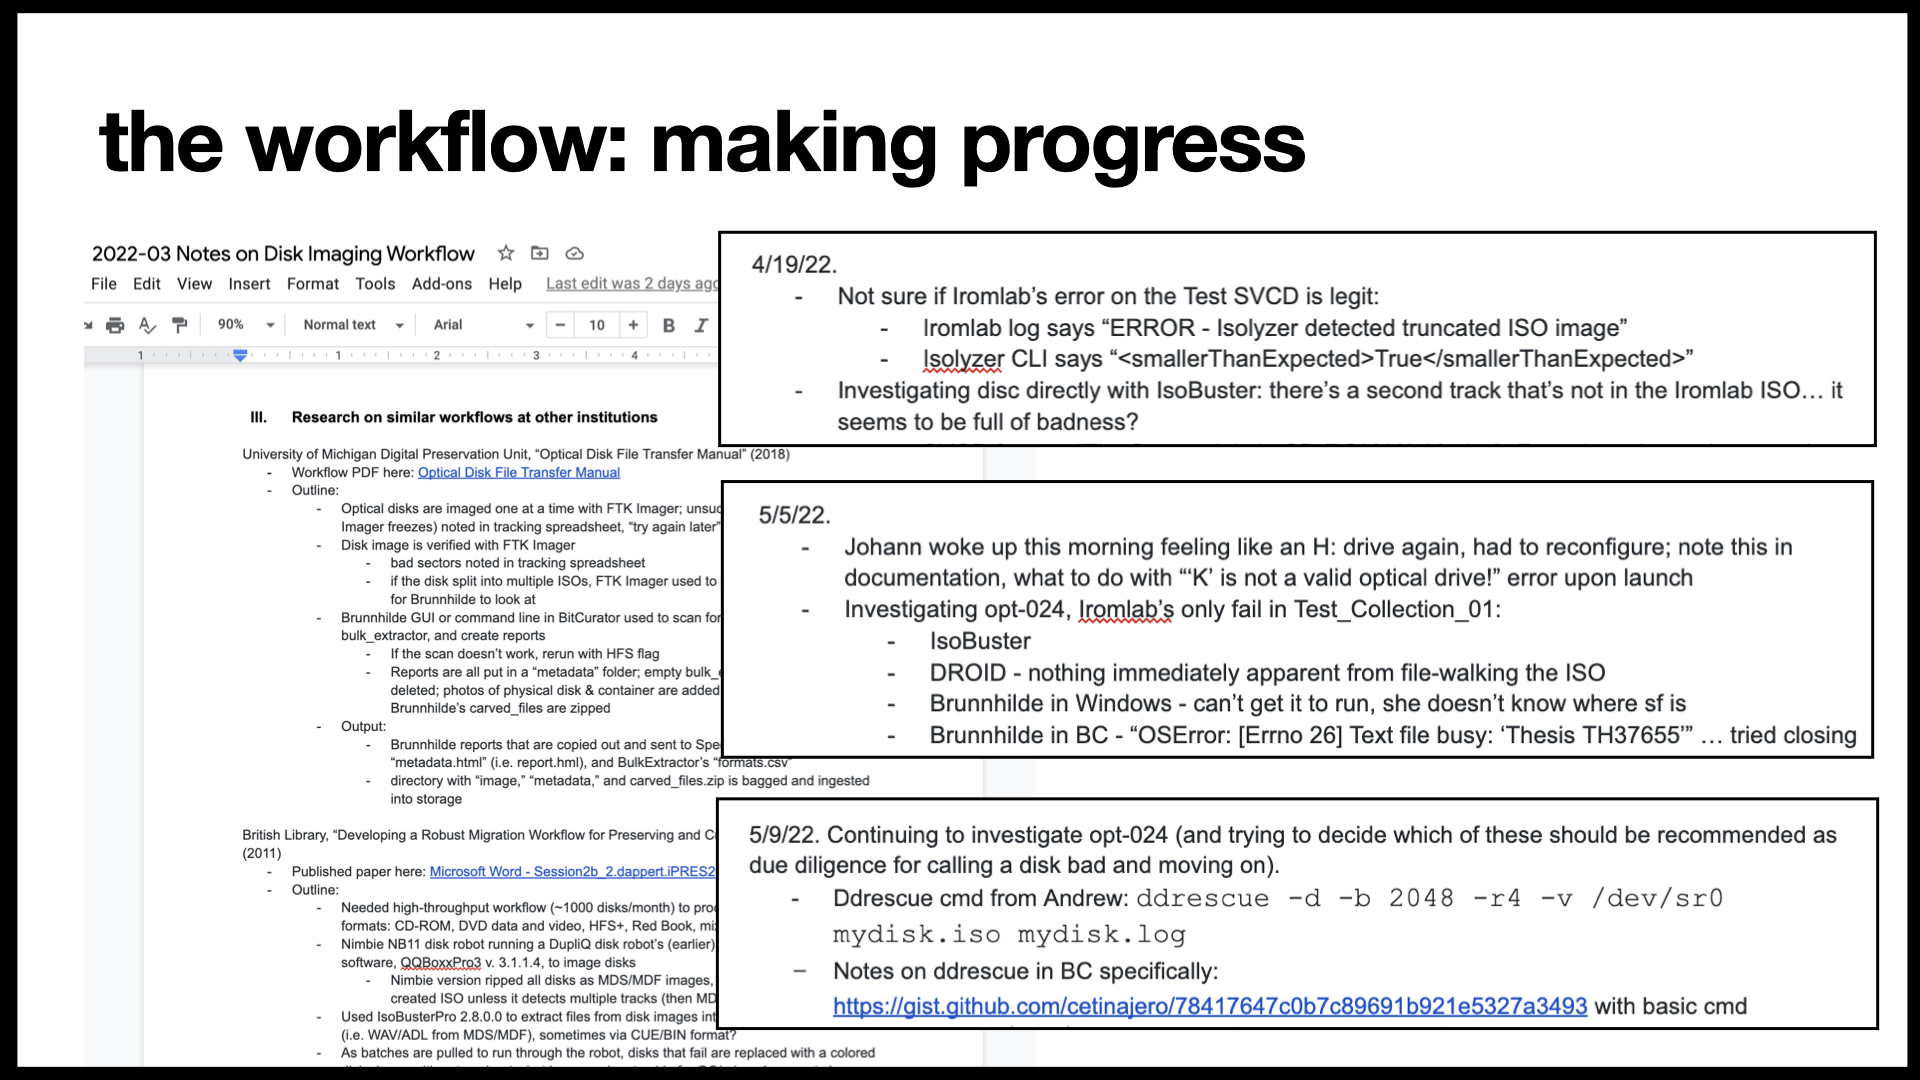 the workflow: making progress
2022-03 Notes on Disk Imaging Workflow
File Edit View Insert Format Tools Add-ons Help Last edit was 2 days ago
90% Normal text Arial – 10 + B I
1 1 2 3 4
III. Research on similar workflows at other institutions
University of Michigan Digital Preservation Unit, “Optical Disk File Transfer Manual” (2018)
- Workflow PDF here: Optical Disk File Transfer Manual
- Outline:
- Optical disks are imaged one at a time with FTK Imager;
Imager freezes) noted in tracking spreadsheet, “try again later”
- Disk image is verified with FTK Imager
- bad sectors noted in tracking spreadsheet
- if the disk split into multiple ISOs, FTK Imager used to
for Brunnhilde to look at
- Brunnhilde GUI or command line in BitCurator used to scan for
bulk_extractor, and create reports
- If the scan doesn’t work, rerun with HFS flag
- Reports are all put in a “metadata” folder; empty
deleted; photos of physical disk & container are added
Brunnhilde’s carved_files are zipped
- Output:
- Brunnhilde reports that are copied out and sent to
“metadata.html” (i.e. report.hml), and BulkExtractor’s “formats.csv”
- directory with “image,” “metadata,” and carved_files.zip is bagged and ingested
into storage
British Library, “Developing a Robust Migration Workflow for Preserving and
(2011)
- Published paper here: Microsoft Word - Session2b_2.dappert.iPRES2
- Outline:
- Needed high-throughput workflow (~1000 disks/month) to
formats: CD-ROM, DVD data and video, HFS+, Red Book,
- Nimbie NB11 disk robot running a DupliQ disk robot’s (earlier)
software, QQBoxxPro3 v. 3.1.1.4, to image disks
- Nimbie version ripped all disks as MDS/MDF images,
created ISO unless it detects multiple tracks (then
- Used IsoBusterPro 2.8.0.0 to extract files from disk images
(i.e. WAV/ADL from MDS/MDF), sometimes via CUE/BIN format?
- As batches are pulled to run through the robot, disks that fail are replaced with a colored
4/19/22.
- Not sure if Iromlab’s error on the Test SVCD is legit:
- Iromlab log says “ERROR - Isolyzer detected truncated ISO image”
- Isolyzer CLI says “<smallerThanExpected>True</smallerThanExpected>”
- Investigating disc directly with IsoBuster: there’s a second track that’s not in the Iromlab ISO… it
seems to be full of badness?
5/5/22.
- Johann woke up this morning feeling like an H: drive again, had to reconfigure; note this in
documentation, what to do with “‘K’ is not a valid optical drive!” error upon launch
- Investigating opt-024, Iromlab’s only fail in Test_Collection_01:
- IsoBuster
- DROID - nothing immediately apparent from file-walking the ISO
- Brunnhilde in Windows - can’t get it to run, she doesn’t know where sf is
- Brunnhilde in BC - “OSError: [Errno 26] Text file busy: ‘Thesis TH37655’” … tried closing
5/9/22. Continuing to investigate opt-024 (and trying to decide which of these should be recommended as
due diligence for calling a disk bad and moving on).
- Ddrescue cmd from Andrew: ddrescue -d -b 2048 -r4 -v /dev/sr0
mydisk.iso mydisk.log
– Notes on ddrescue in BC specifically:
https://gist.github.com/cetinajero/78417647c0b7c89691b921e5327a3493 with basic cmd